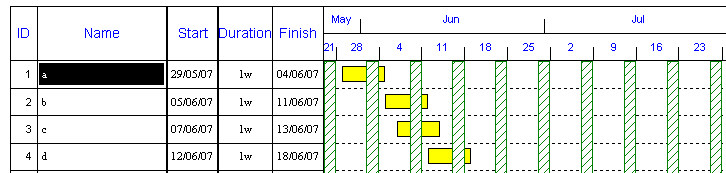 May Jun Jul
ID Name Start Duration Finish
21 28 4 11 18 25 2 9 16 23
1 a 29/05/07 1w 04/06/07
2 b 05/06/07 1w 11/06/07
3 c 07/06/07 1w 13/06/07
4 d 12/06/07 1w 18/06/07